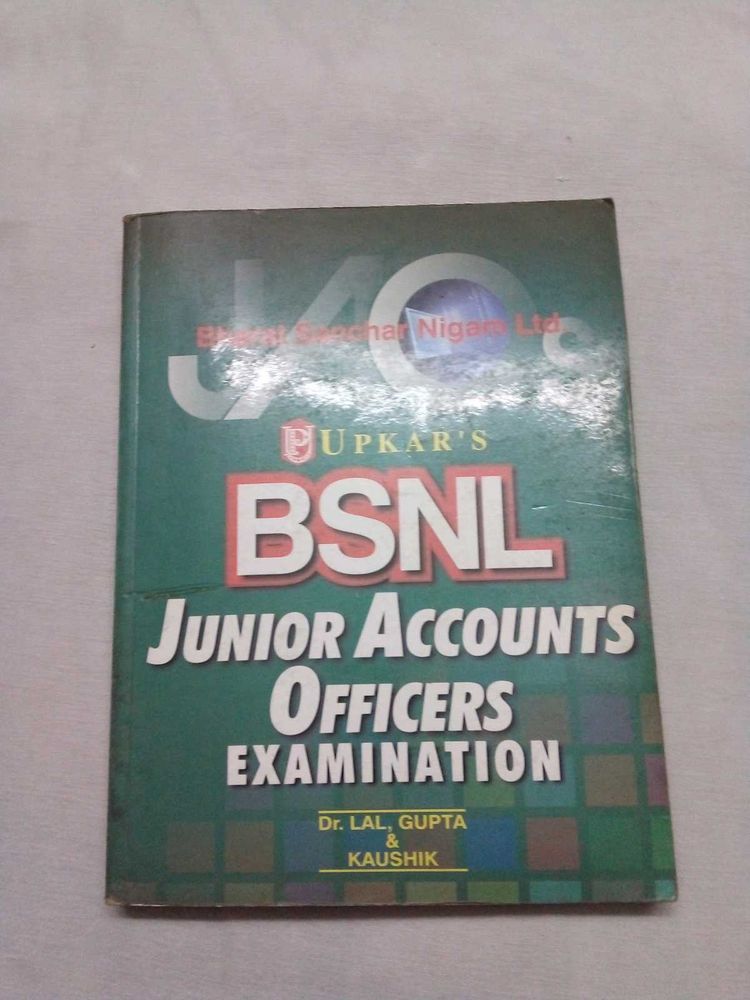 JAOs
Bharat Sanchar Nigam Ltd.
UPKAR'S
BSNL
JUNIOR ACCOUNTS
OFFICERS
EXAMINATION
Dr. LAL, GUPTA
&
KAUSHIK